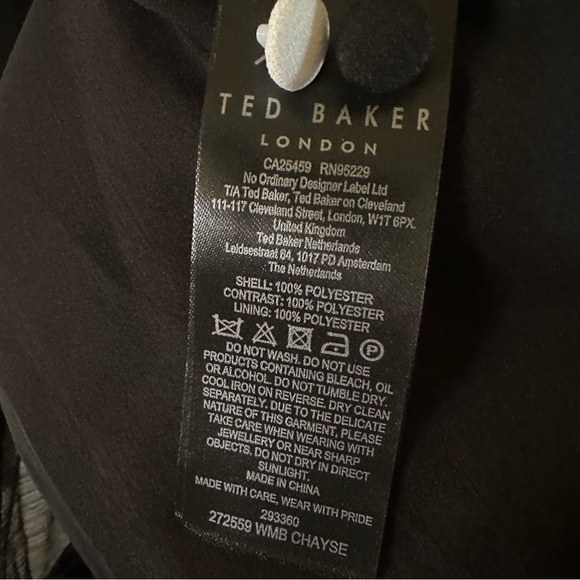 TED BAKER
LONDON
CA25459 RN95229
No Ordinary Designer Label Ltd
T/A Ted Baker, Ted Baker on Cleveland
111-117 Cleveland Street, London, W1T 6PX.
United Kingdom
Ted Baker Netherlands
Leidsestraat 64, 1017 PD Amsterdam
The Netherlands
SHELL: 100% POLYESTER
CONTRAST: 100% POLYESTER
LINING: 100% POLYESTER
P
DO NOT WASH. DO NOT USE
PRODUCTS CONTAINING BLEACH, OIL
OR ALCOHOL. DO NOT TUMBLE DRY.
COOL IRON ON REVERSE. DRY CLEAN
SEPARATELY. DUE TO THE DELICATE
NATURE OF THIS GARMENT, PLEASE
TAKE CARE WHEN WEARING WITH
JEWELLERY OR NEAR SHARP
OBJECTS. DO NOT DRY IN DIRECT
SUNLIGHT.
MADE IN CHINA
MADE WITH CARE, WEAR WITH PRIDE
293360
272559 WMB CHAYSE